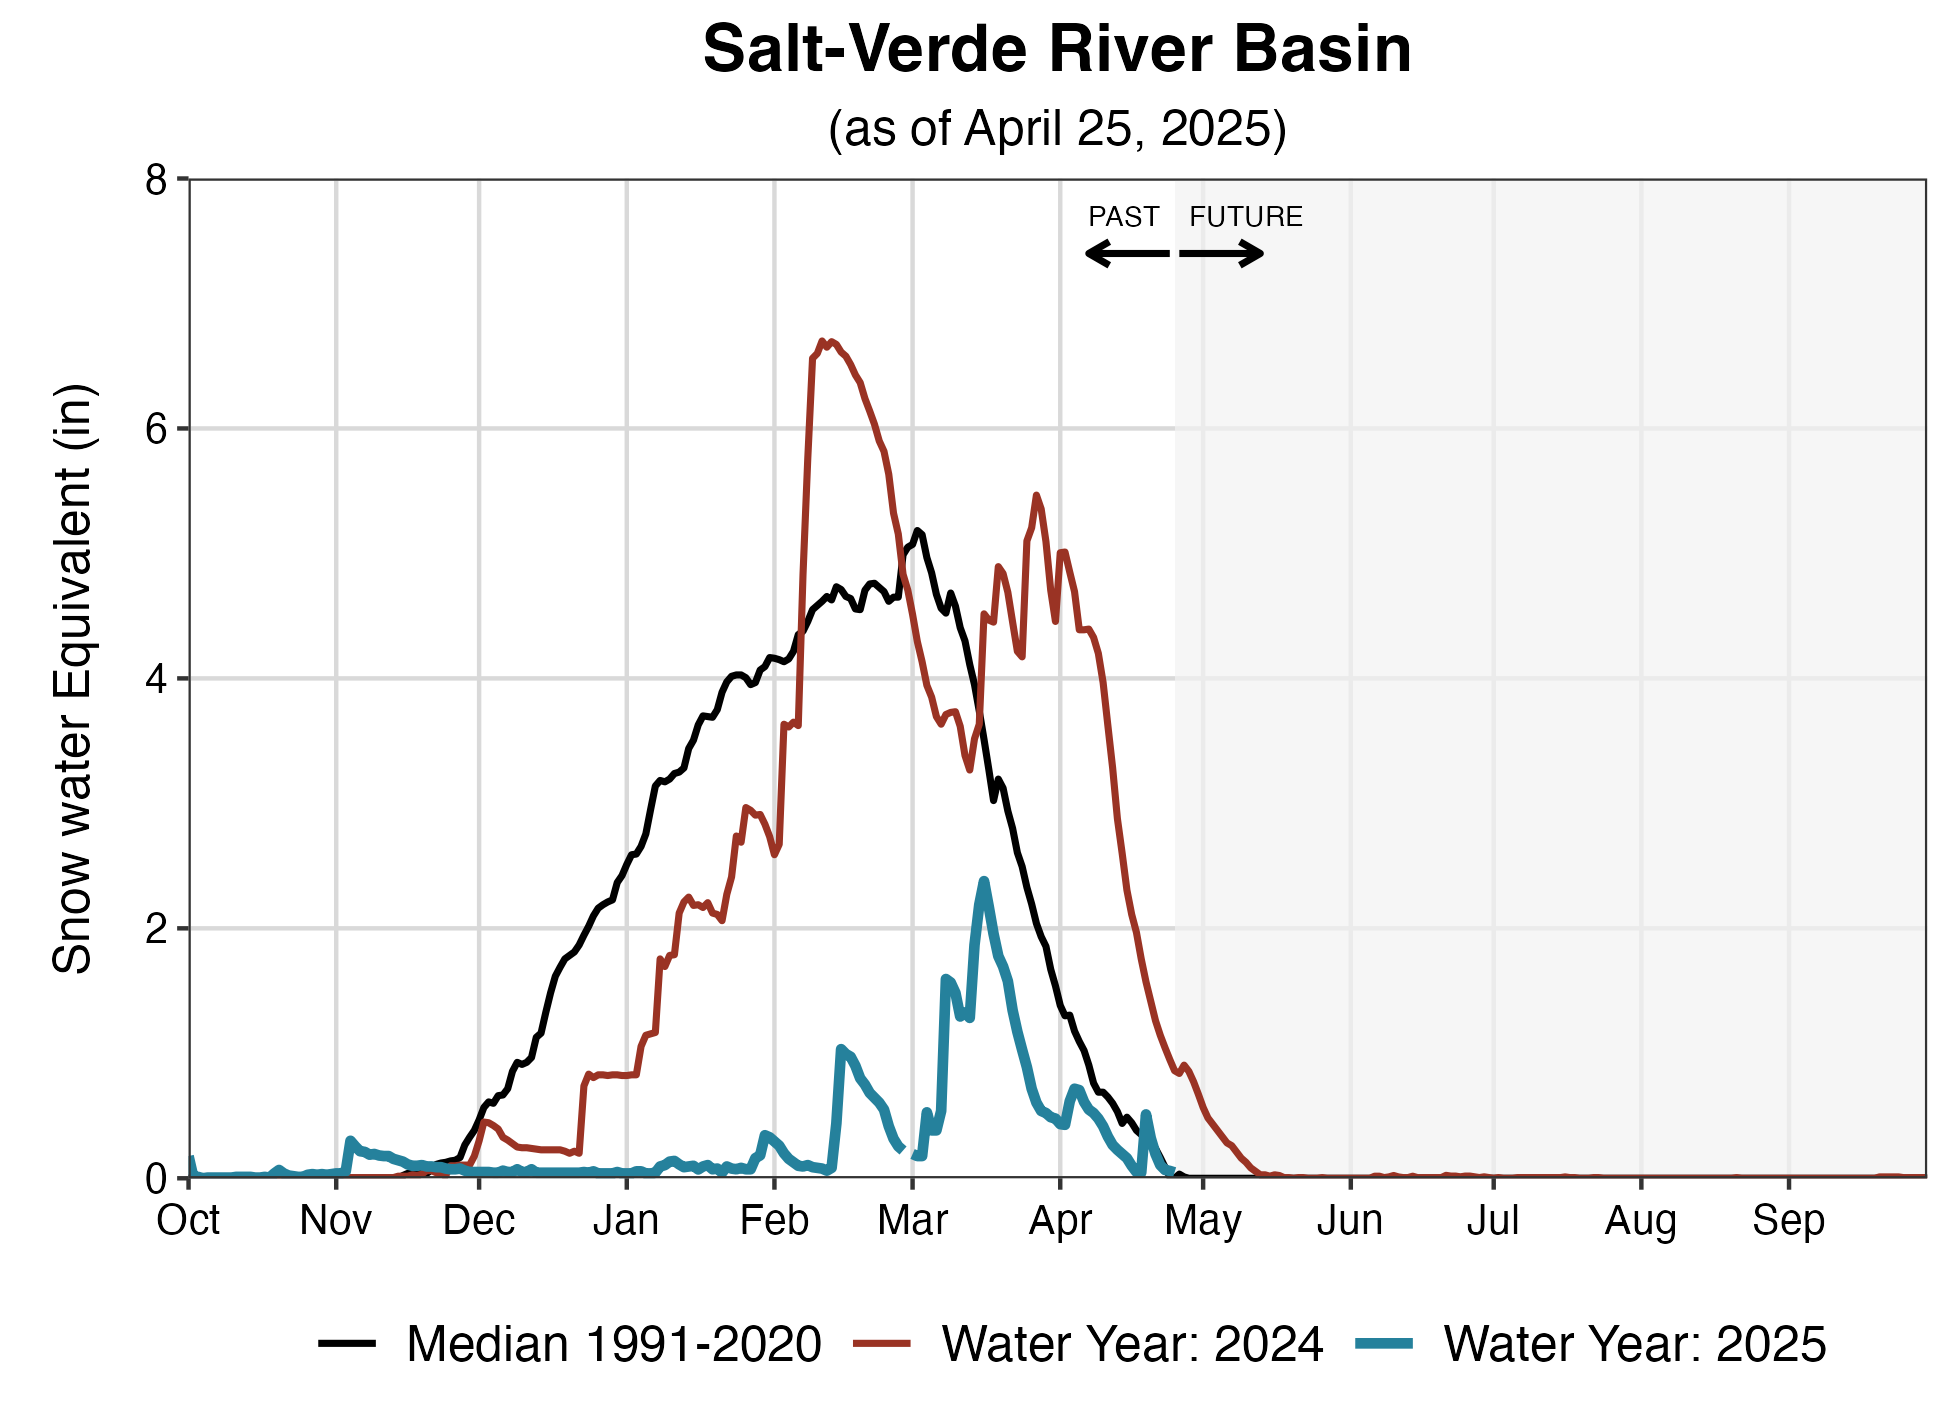 Salt-Verde River Basin
(as of April 25, 2025)
PAST FUTURE
Snow water Equivalent (in)
8
6
4
2
0
Oct Nov Dec Jan Feb Mar Apr May Jun Jul Aug Sep
Median 1991-2020 Water Year: 2024 Water Year: 2025